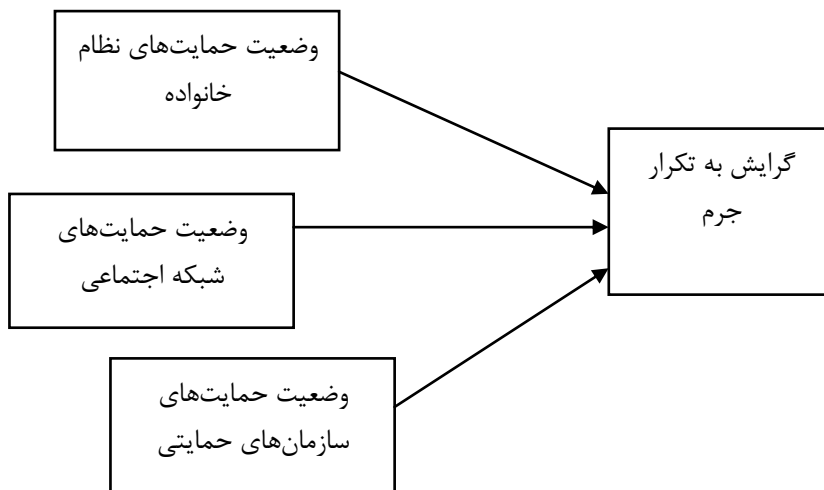 وضعیت حمایت‌های نظام
خانواده
گرایش به تکرار
جرم
وضعیت حمایت‌های
شبکه اجتماعی
وضعیت حمایت‌های
سازمان‌های حمایتی